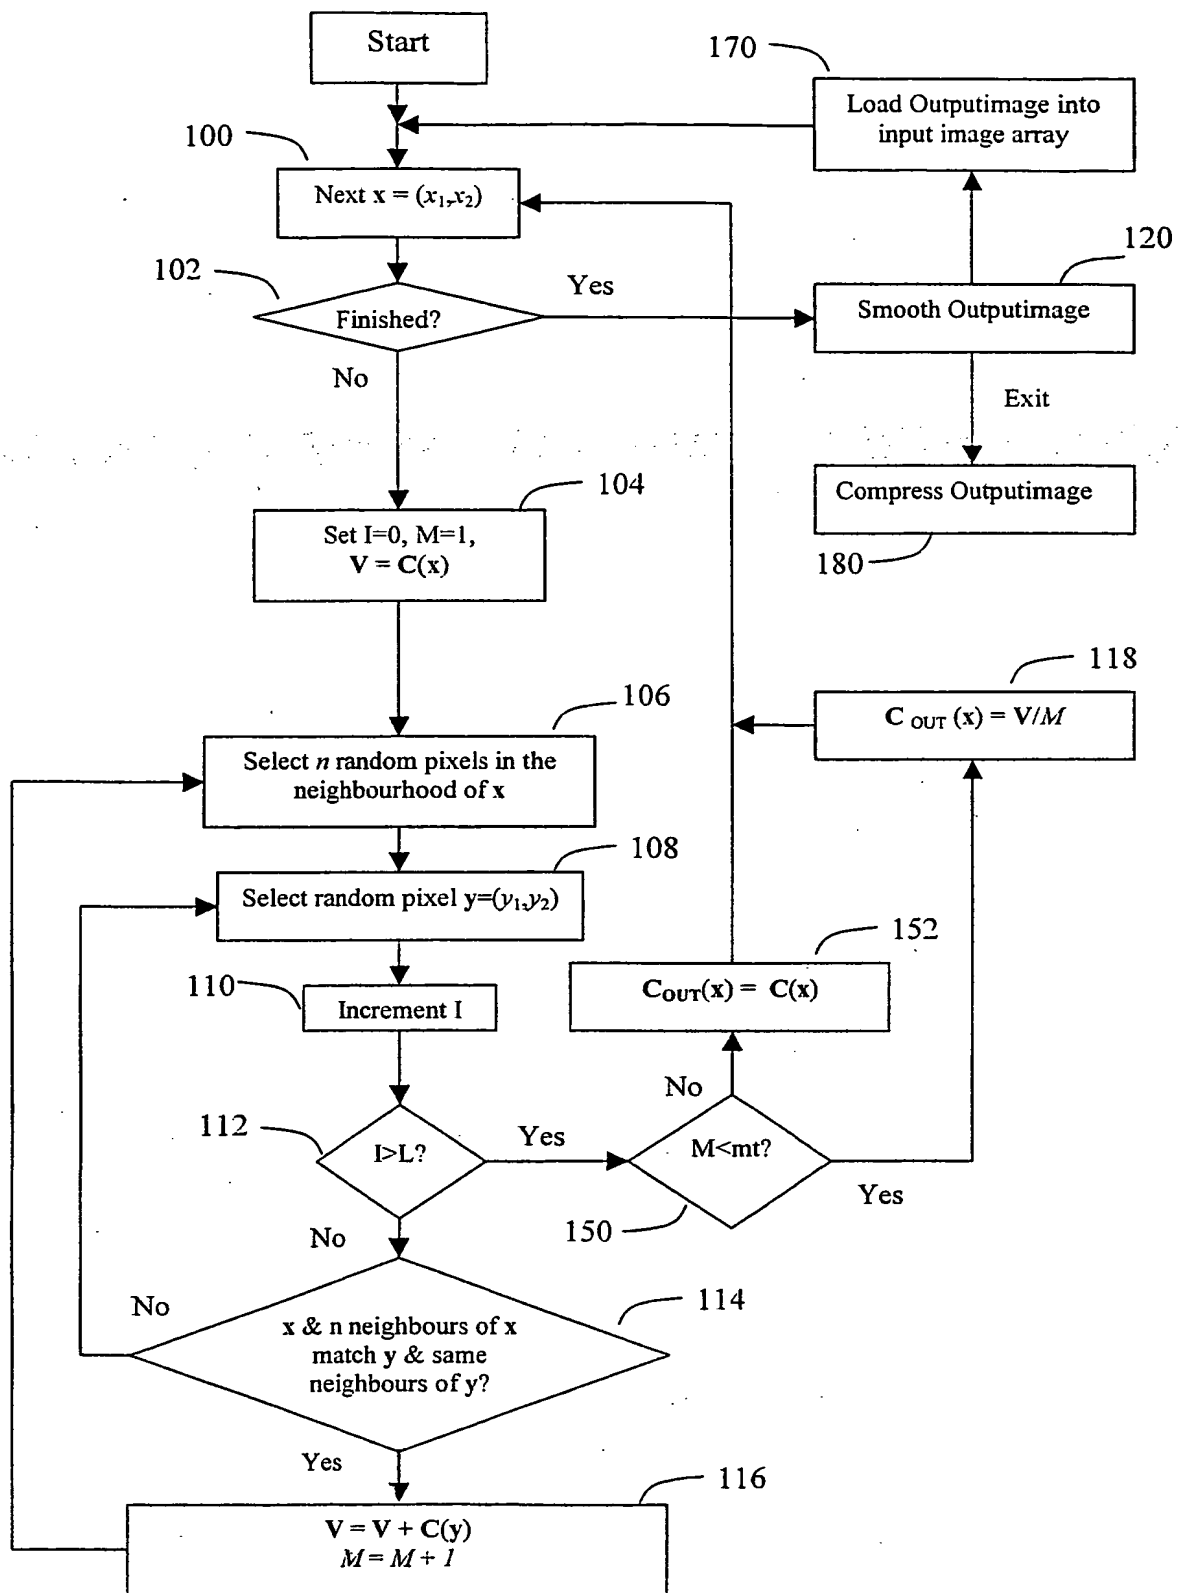 Start
170
Load Outputimage into
input image array
100
Next x = (x1,x2)
120
102
Finished?
Yes
Smooth Outputimage
No
Exit
104
Set I=0, M=1,
V = C(x)
Compress Outputimage
180
118
C OUT (x) = V/M
106
Select n random pixels in the
neighbourhood of x
108
Select random pixel y=(y1,y2)
152
COUT(x) = C(x)
110
Increment I
No
112
I>L?
Yes
M<mt?
Yes
150
No
No
114
x & n neighbours of x
match y & same
neighbours of y?
Yes
116
V = V + C(y)
M = M + 1